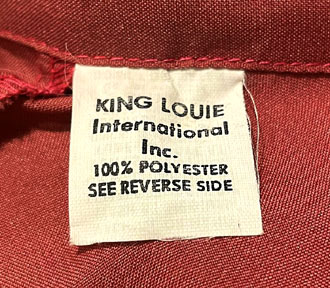 KING LOUIE
International
Inc.
100% POLYESTER
SEE REVERSE SIDE